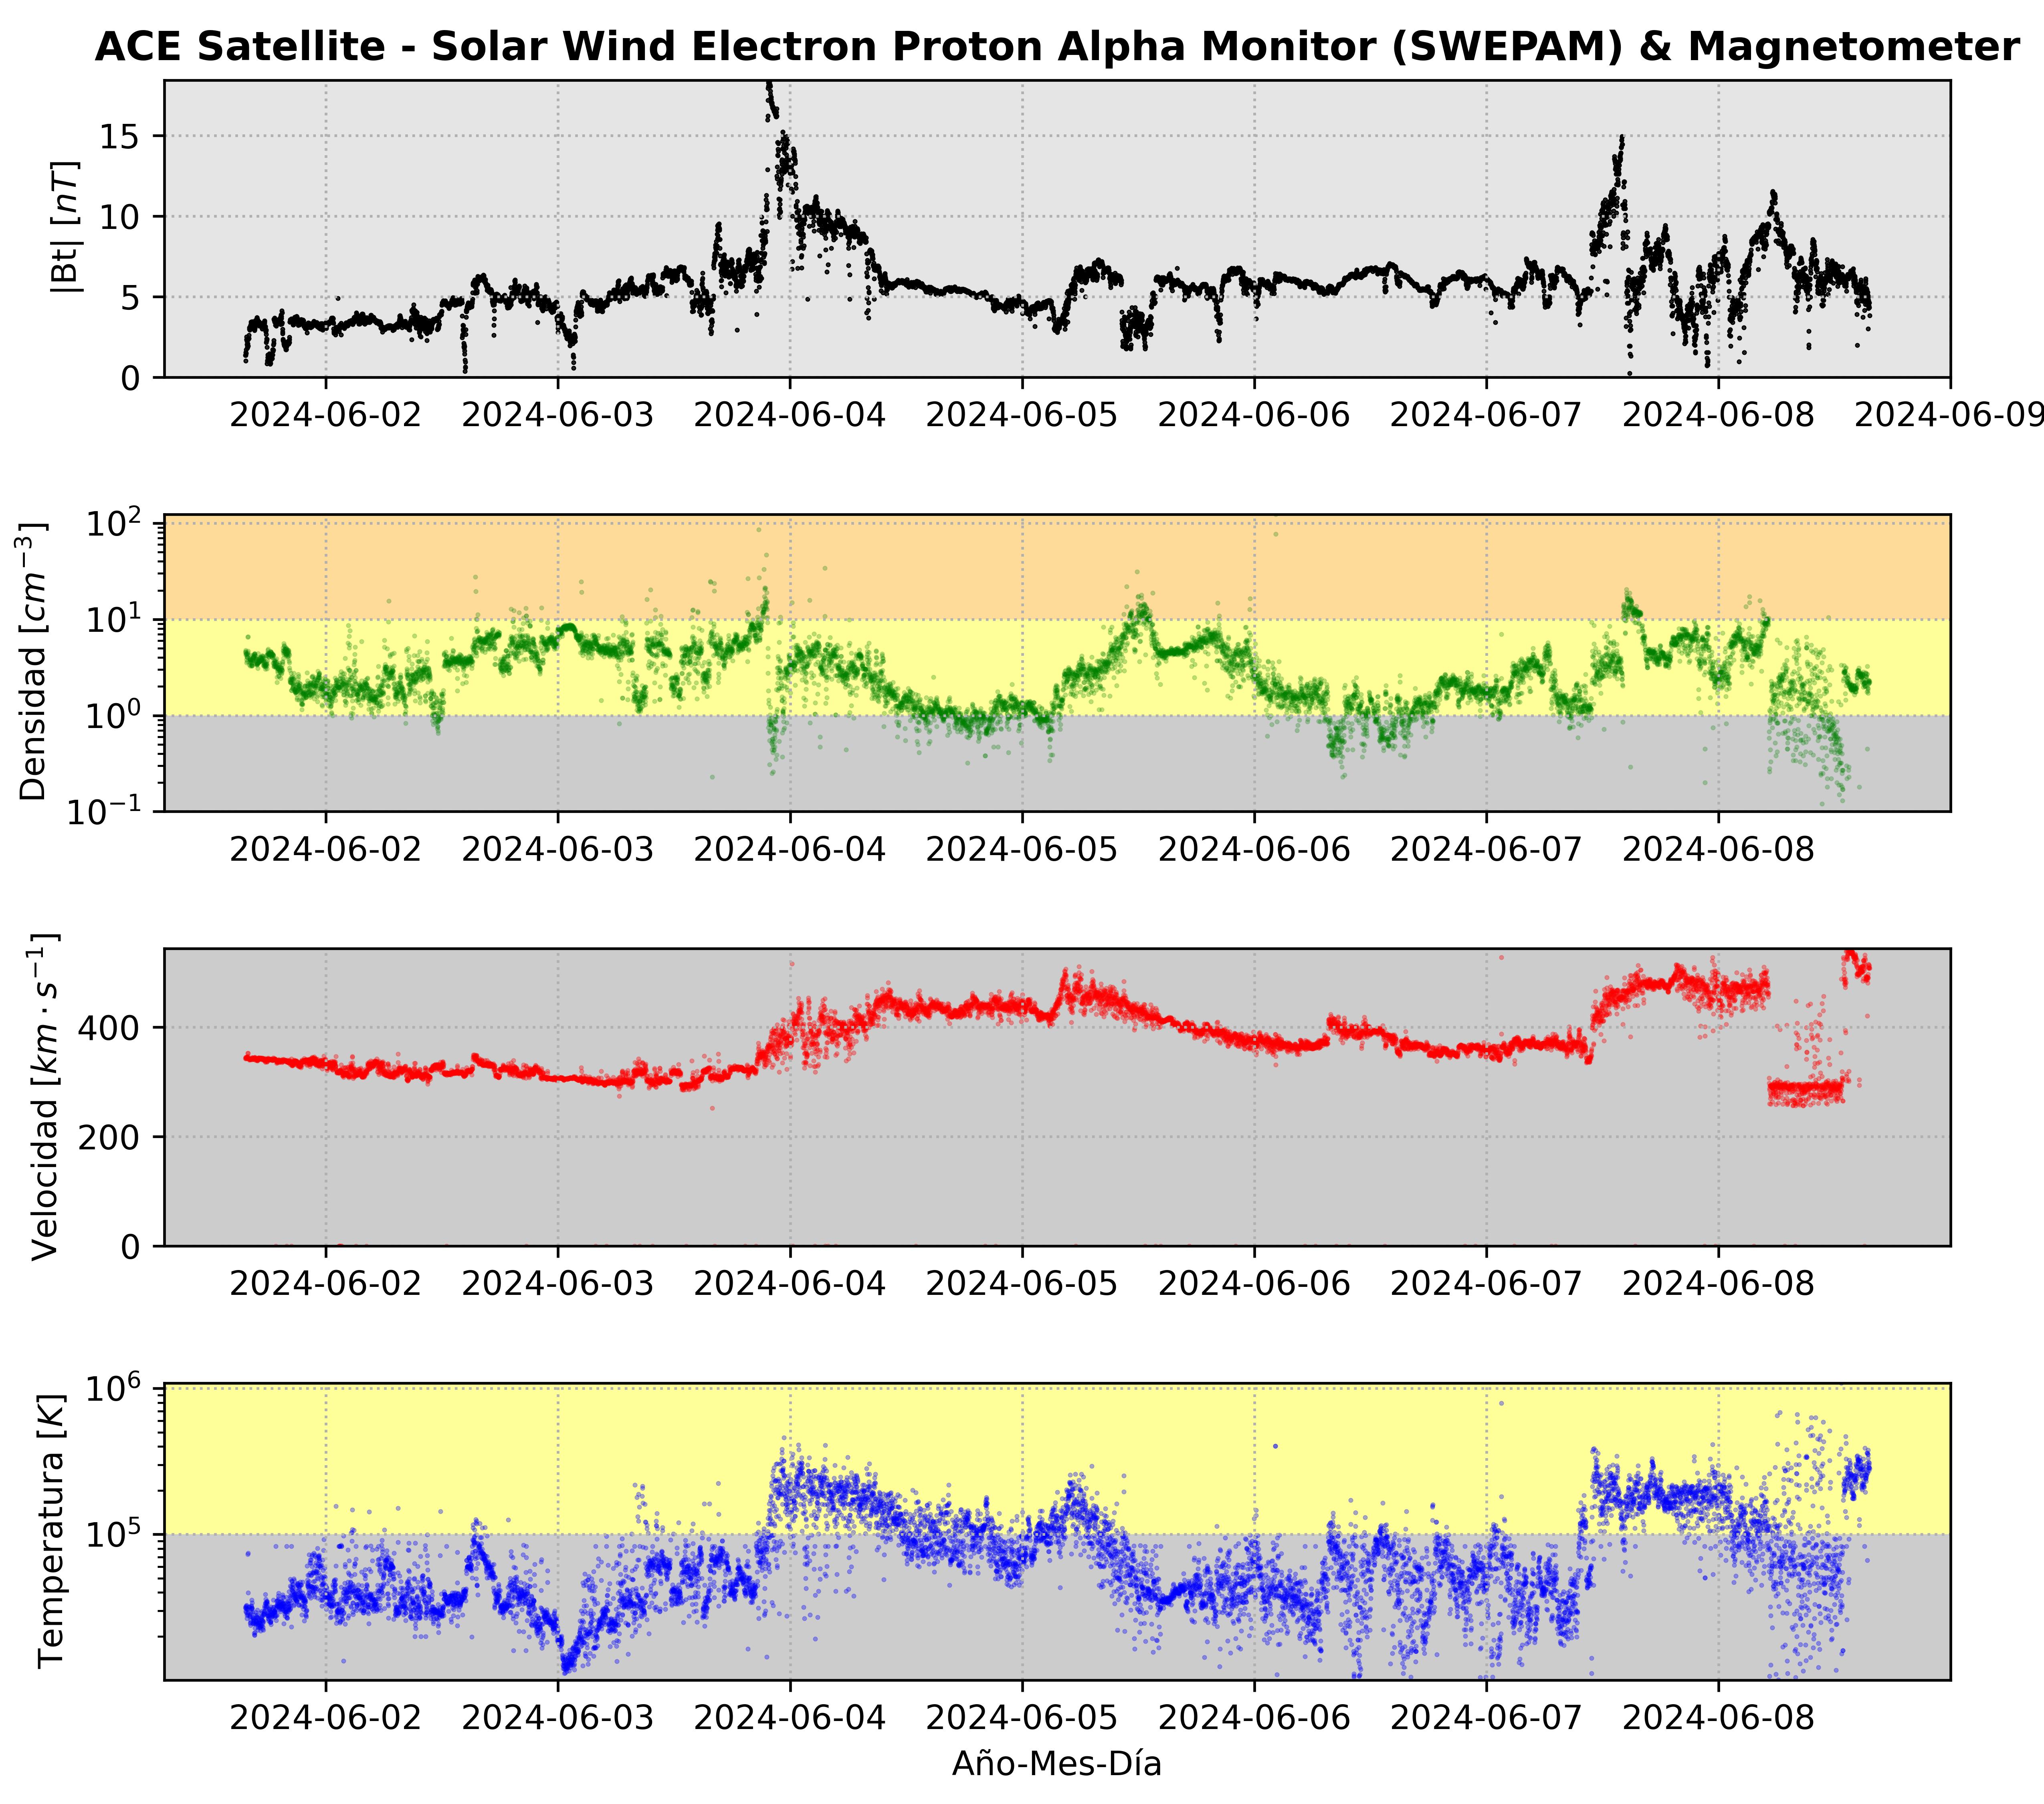 ACE Satellite - Solar Wind Electron Proton Alpha Monitor (SWEPAM) & Magnetometer
|Bt| [nT]
15
10
5
0
2024-06-02 2024-06-03 2024-06-04 2024-06-05 2024-06-06 2024-06-07 2024-06-08 2024-06-09
Densidad [cm⁻³]
10²
10¹
10⁰
10⁻¹
2024-06-02 2024-06-03 2024-06-04 2024-06-05 2024-06-06 2024-06-07 2024-06-08
Velocidad [km · s⁻¹]
400
200
0
2024-06-02 2024-06-03 2024-06-04 2024-06-05 2024-06-06 2024-06-07 2024-06-08
Temperatura [K]
10⁶
10⁵
2024-06-02 2024-06-03 2024-06-04 2024-06-05 2024-06-06 2024-06-07 2024-06-08
Año-Mes-Día